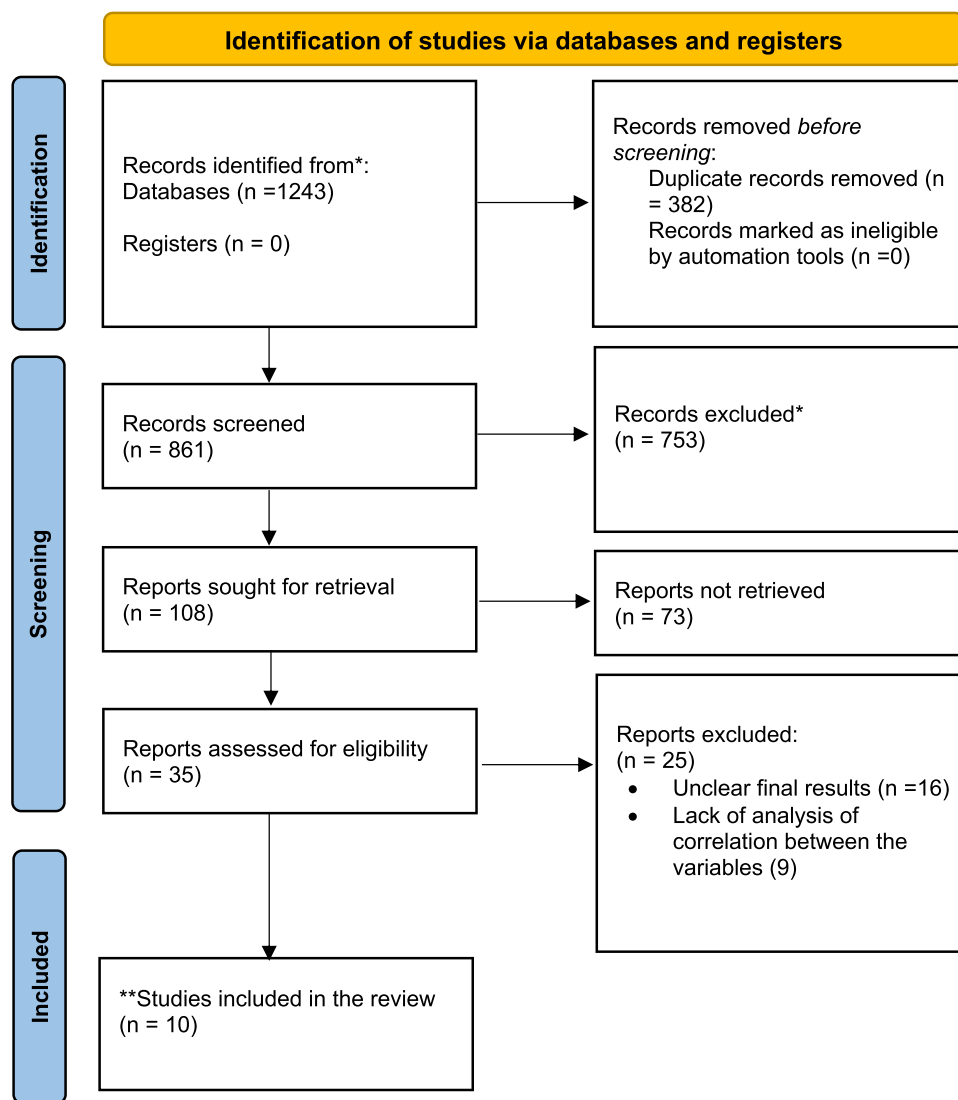 Identification of studies via databases and registers
Identification
Records identified from*:
Databases (n =1243)
Registers (n = 0)
Records removed before
screening:
Duplicate records removed (n
= 382)
Records marked as ineligible
by automation tools (n =0)
Screening
Records screened
(n = 861)
Records excluded*
(n = 753)
Reports sought for retrieval
(n = 108)
Reports not retrieved
(n = 73)
Reports assessed for eligibility
(n = 35)
Reports excluded:
(n = 25)
• Unclear final results (n =16)
• Lack of analysis of
correlation between the
variables (9)
Included
**Studies included in the review
(n = 10)